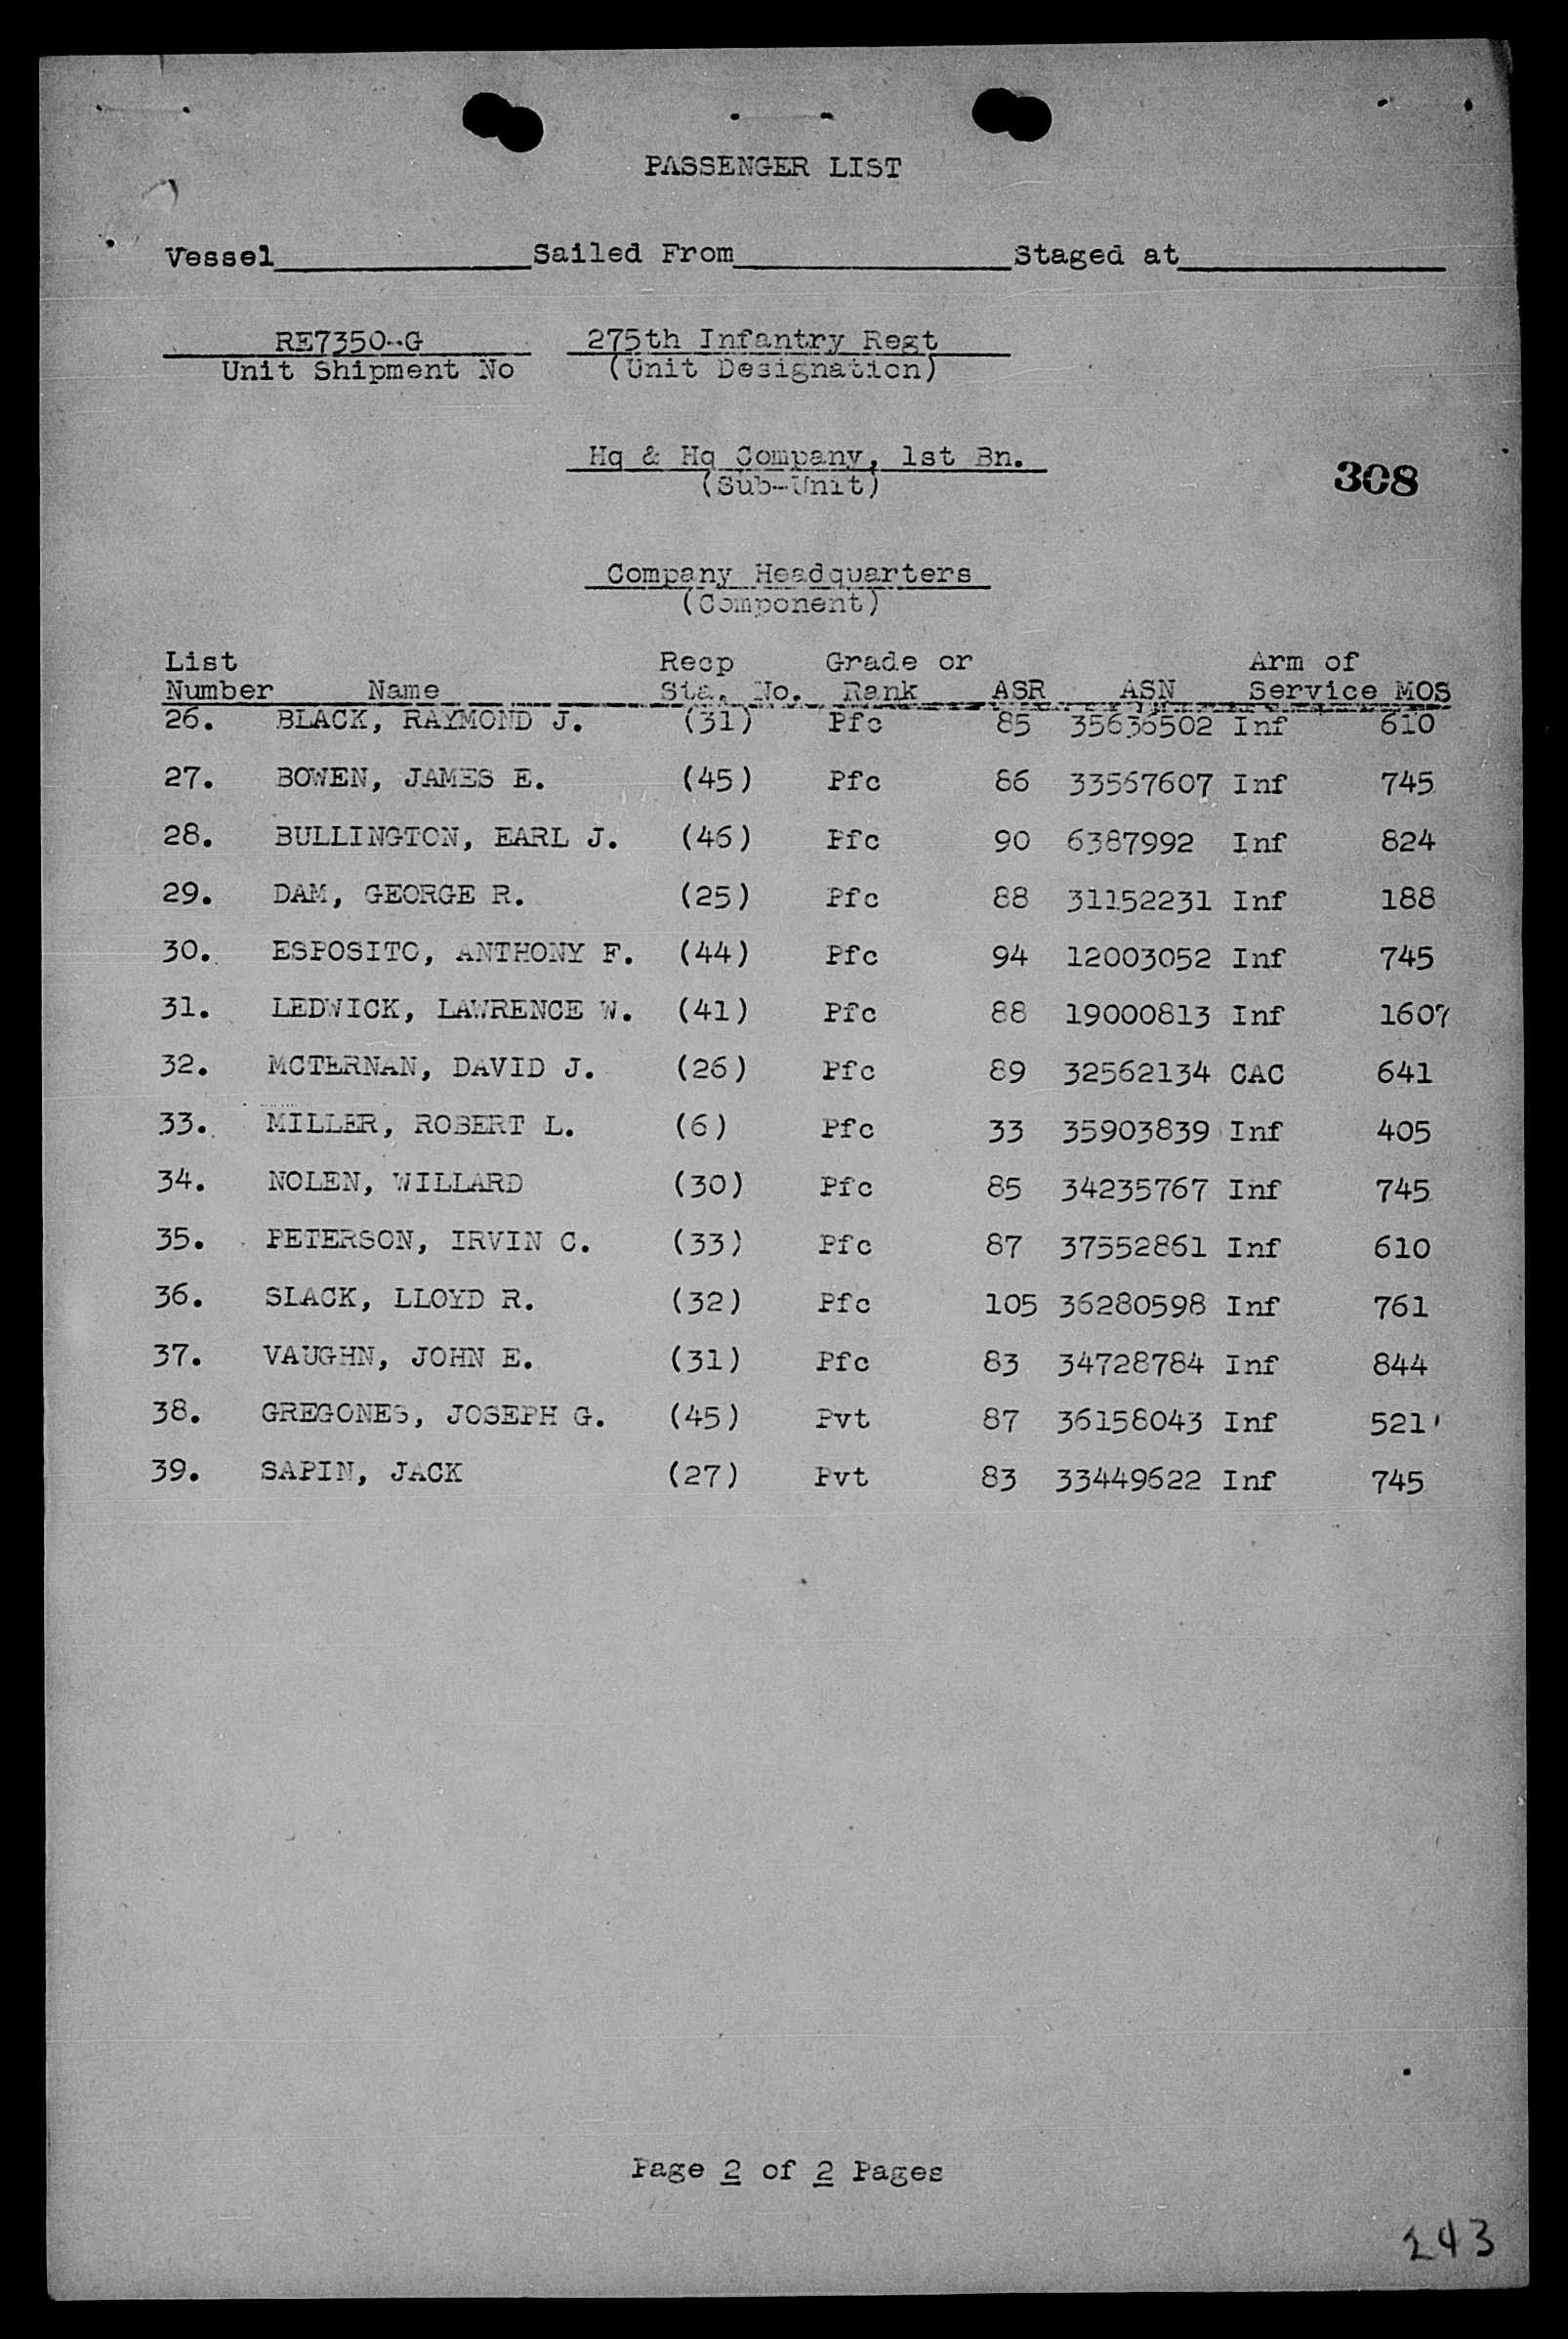 PASSENGER LIST
Vessel______________Sailed From_______________Staged at_______________
RE7350-G 275th Infantry Regt
Unit Shipment No (Unit Designation)
Hq & Hq Company, 1st Bn.
(Sub-Unit)
308
Company Headquarters
(Component)
List Recp Grade or Arm of
Number Name Sta. No. Rank ASR ASN Service MOS
26. BLACK, RAYMOND J. (31) Pfc 85 35636502 Inf 610
27. BOWEN, JAMES E. (45) Pfc 86 33567607 Inf 745
28. BULLINGTON, EARL J. (46) Pfc 90 6387992 Inf 824
29. DAM, GEORGE R. (25) Pfc 88 31152231 Inf 188
30. ESPOSITO, ANTHONY F. (44) Pfc 94 12003052 Inf 745
31. LEDWICK, LAWRENCE W. (41) Pfc 88 19000813 Inf 1607
32. MCTERNAN, DAVID J. (26) Pfc 89 32562134 CAC 641
33. MILLER, ROBERT L. (6) Pfc 33 35903839 Inf 405
34. NOLEN, WILLARD (30) Pfc 85 34235767 Inf 745
35. PETERSON, IRVIN C. (33) Pfc 87 37552861 Inf 610
36. SLACK, LLOYD R. (32) Pfc 105 36280598 Inf 761
37. VAUGHN, JOHN E. (31) Pfc 83 34728784 Inf 844
38. GREGONES, JOSEPH G. (45) Pvt 87 36158043 Inf 521
39. SAPIN, JACK (27) Pvt 83 33449622 Inf 745
Page 2 of 2 Pages
243